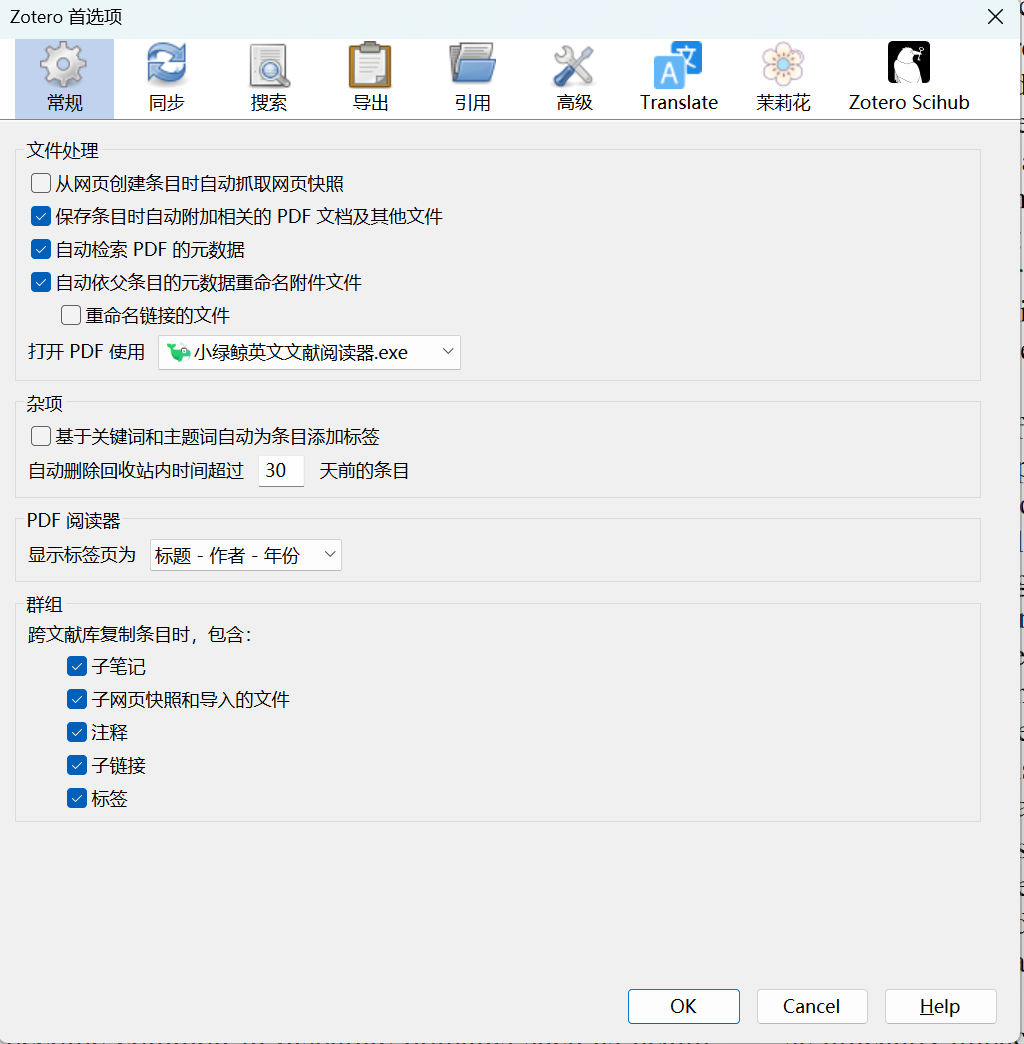 Zotero 首选项
常规 同步 搜索 导出 引用 高级 Translate 茉莉花 Zotero Scihub
文件处理
从网页创建条目时自动抓取网页快照
保存条目时自动附加相关的 PDF 文档及其他文件
自动检索 PDF 的元数据
自动依父条目的元数据重命名附件文件
重命名链接的文件
打开 PDF 使用 小绿鲸英文文献阅读器.exe
杂项
基于关键词和主题词自动为条目添加标签
自动删除回收站内时间超过 30 天前的条目
PDF 阅读器
显示标签页为 标题 - 作者 - 年份
群组
跨文献库复制条目时，包含：
子笔记
子网页快照和导入的文件
注释
子链接
标签
OK Cancel Help